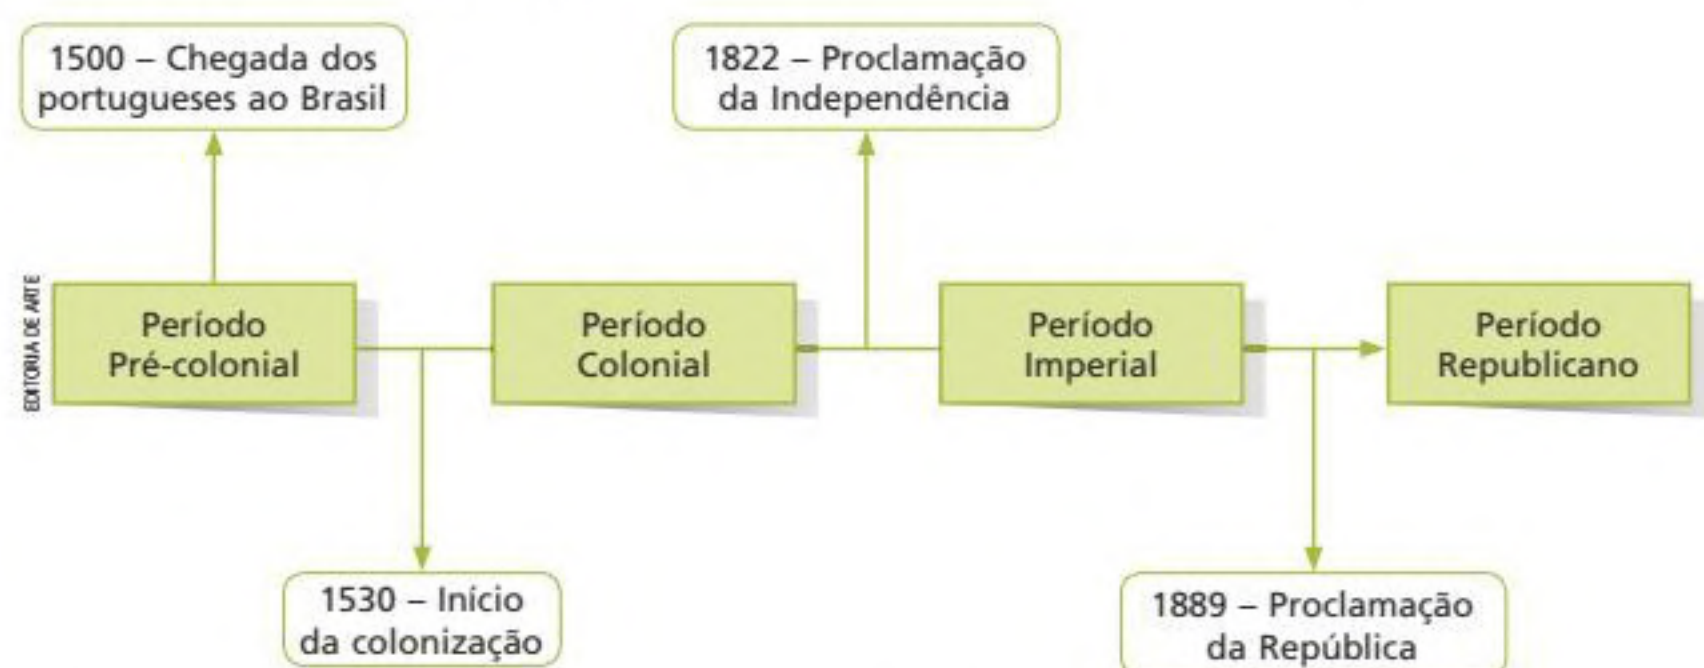 1500 – Chegada dos
portugueses ao Brasil
1822 – Proclamação
da Independência
EDITORIA DE ARTE
Período
Pré-colonial
Período
Colonial
Período
Imperial
Período
Republicano
1530 – Início
da colonização
1889 – Proclamação
da República